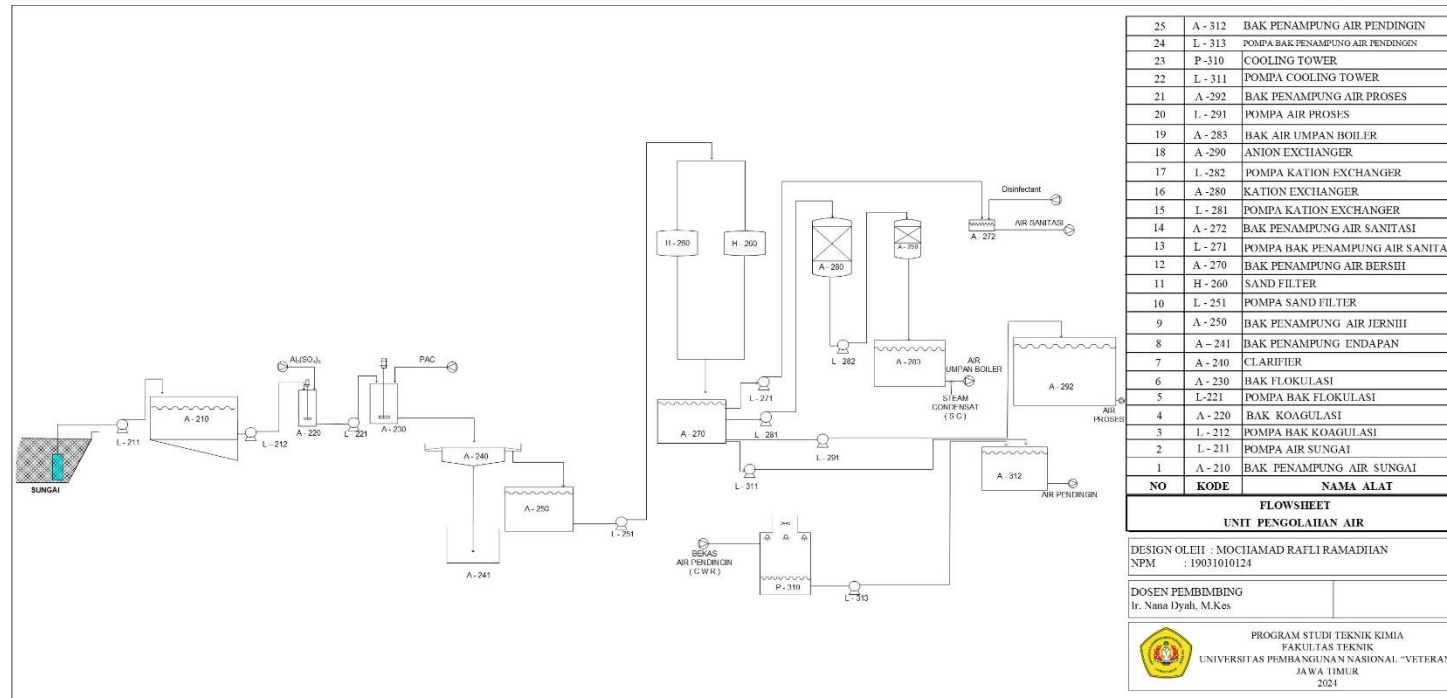 SUNGAI
L - 211
A - 210
L - 212
Al₂(SO₄)₃
A - 220
L - 221
PAC
A - 230
A - 240
A - 241
A - 250
L - 251
H - 260
H - 260
A - 270
L - 271
L - 281
L - 291
L - 311
A - 280
L - 282
A - 290
A - 283
AIR
UMPAN BOILER
STEAM
CONDENSAT
( S C )
Disinfectant
AIR SANITASI
A - 272
A - 292
AIR
PROSES
A - 312
AIR PENDINGIN
BEKAS
AIR PENDINGIN
( C W R )
P - 310
L - 313
25 A - 312 BAK PENAMPUNG AIR PENDINGIN
24 L - 313 POMPA BAK PENAMPUNG AIR PENDINGIN
23 P -310 COOLING TOWER
22 L - 311 POMPA COOLING TOWER
21 A -292 BAK PENAMPUNG AIR PROSES
20 L - 291 POMPA AIR PROSES
19 A - 283 BAK AIR UMPAN BOILER
18 A -290 ANION EXCHANGER
17 L -282 POMPA KATION EXCHANGER
16 A -280 KATION EXCHANGER
15 L - 281 POMPA KATION EXCHANGER
14 A - 272 BAK PENAMPUNG AIR SANITASI
13 L - 271 POMPA BAK PENAMPUNG AIR SANITA
12 A - 270 BAK PENAMPUNG AIR BERSIH
11 H - 260 SAND FILTER
10 L - 251 POMPA SAND FILTER
9 A - 250 BAK PENAMPUNG AIR JERNIH
8 A – 241 BAK PENAMPUNG ENDAPAN
7 A - 240 CLARIFIER
6 A - 230 BAK FLOKULASI
5 L-221 POMPA BAK FLOKULASI
4 A - 220 BAK KOAGULASI
3 L - 212 POMPA BAK KOAGULASI
2 L - 211 POMPA AIR SUNGAI
1 A - 210 BAK PENAMPUNG AIR SUNGAI
NO KODE NAMA ALAT
FLOWSHEET
UNIT PENGOLAHAN AIR
DESIGN OLEH : MOCHAMAD RAFLI RAMADHAN
NPM : 19031010124
DOSEN PEMBIMBING
Ir. Nana Dyah, M.Kes
PROGRAM STUDI TEKNIK KIMIA
FAKULTAS TEKNIK
UNIVERSITAS PEMBANGUNAN NASIONAL "VETERAN
JAWA TIMUR
2024